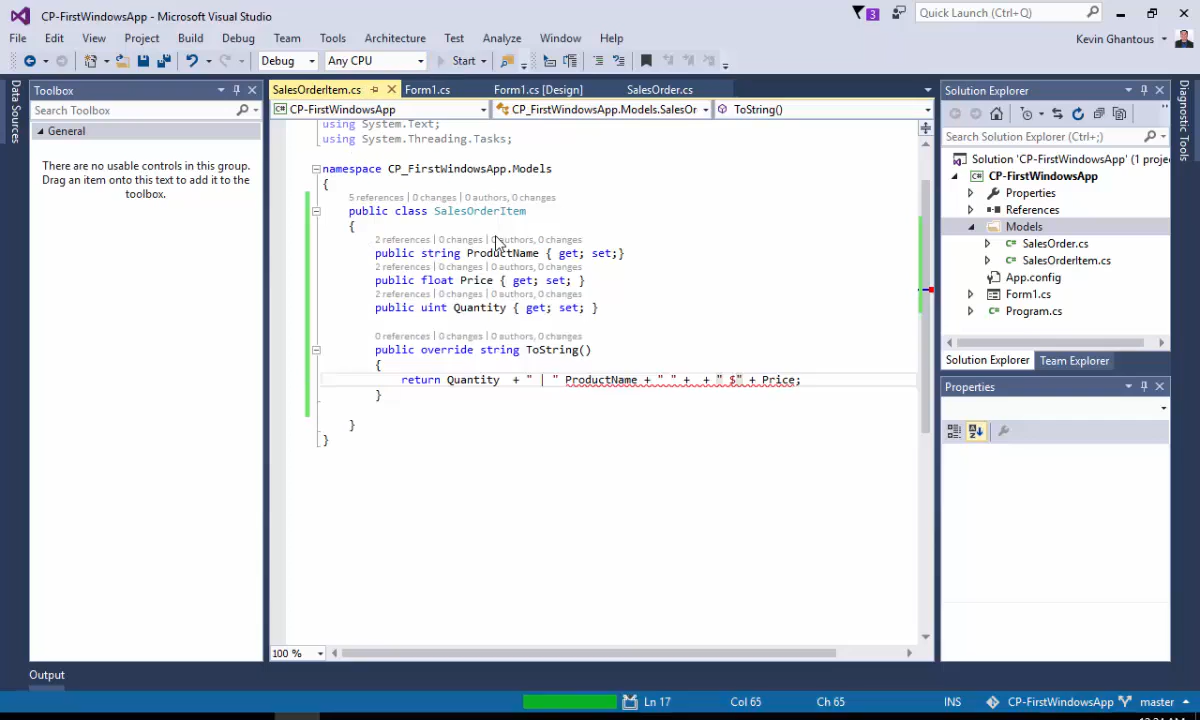 CP-FirstWindowsApp - Microsoft Visual Studio
3
Quick Launch (Ctrl+Q)
File Edit View Project Build Debug Team Tools Architecture Test Analyze Window Help
Kevin Ghantous
Debug Any CPU Start
Data Sources
Toolbox
Search Toolbox
General
There are no usable controls in this group.
Drag an item onto this text to add it to the
toolbox.
SalesOrderItem.cs Form1.cs Form1.cs [Design] SalesOrder.cs
CP-FirstWindowsApp CP_FirstWindowsApp.Models.SalesOr ToString()
using System.Text;
using System.Threading.Tasks;
namespace CP_FirstWindowsApp.Models
{
5 references | 0 changes | 0 authors, 0 changes
public class SalesOrderItem
{
2 references | 0 changes | 0 authors, 0 changes
public string ProductName { get; set;}
2 references | 0 changes | 0 authors, 0 changes
public float Price { get; set; }
2 references | 0 changes | 0 authors, 0 changes
public uint Quantity { get; set; }
0 references | 0 changes | 0 authors, 0 changes
public override string ToString()
{
return Quantity + " | " ProductName + " " + + " $" + Price;
}
}
}
100 %
Solution Explorer
Search Solution Explorer (Ctrl+;)
Solution 'CP-FirstWindowsApp' (1 projec
CP-FirstWindowsApp
Properties
References
Models
SalesOrder.cs
SalesOrderItem.cs
App.config
Form1.cs
Program.cs
Solution Explorer Team Explorer
Properties
Diagnostic Tools
Output
Ln 17 Col 65 Ch 65 INS CP-FirstWindowsApp master